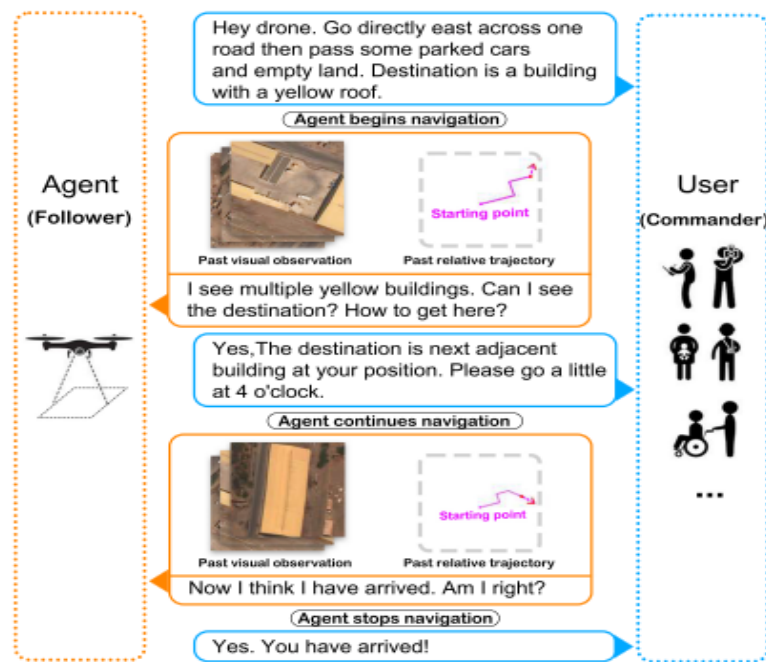 Hey drone. Go directly east across one
road then pass some parked cars
and empty land. Destination is a building
with a yellow roof.
Agent begins navigation
Agent
(Follower)
User
(Commander)
Starting point
Past visual observation
Past relative trajectory
I see multiple yellow buildings. Can I see
the destination? How to get here?
Yes,The destination is next adjacent
building at your position. Please go a little
at 4 o'clock.
Agent continues navigation
Starting point
Past visual observation
Past relative trajectory
Now I think I have arrived. Am I right?
Agent stops navigation
Yes. You have arrived!
...